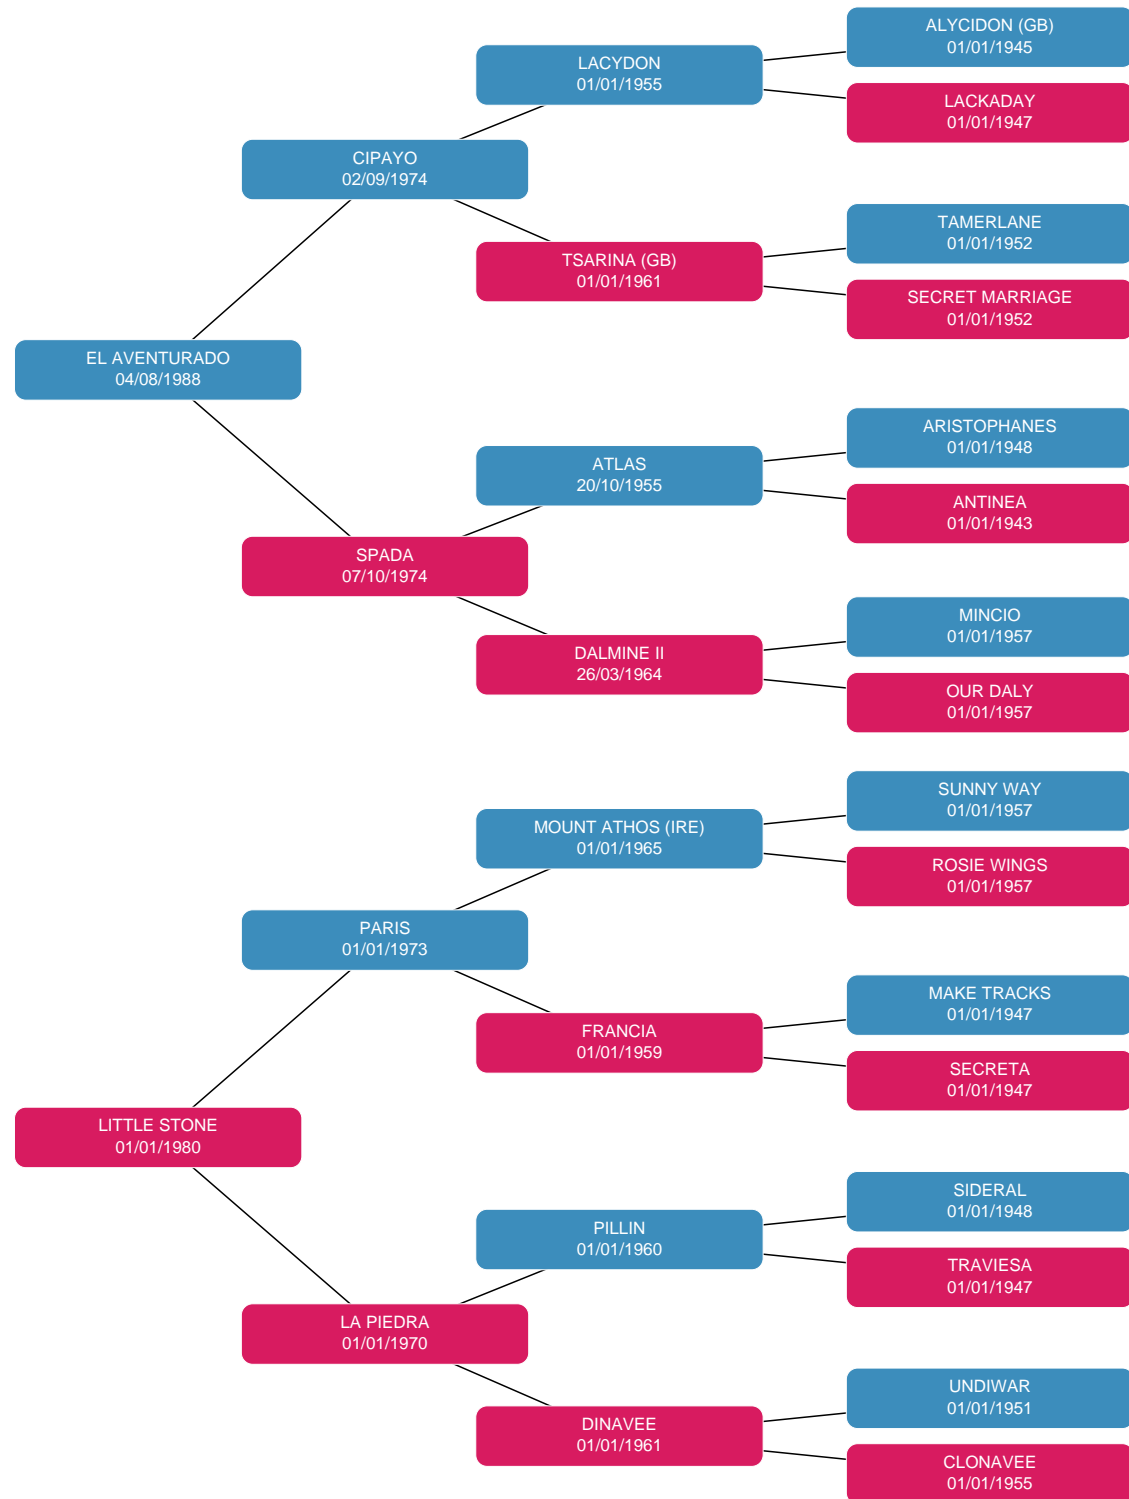 ALYCIDON (GB)
01/01/1945
LACYDON
01/01/1955
LACKADAY
01/01/1947
CIPAYO
02/09/1974
TAMERLANE
01/01/1952
TSARINA (GB)
01/01/1961
SECRET MARRIAGE
01/01/1952
EL AVENTURADO
04/08/1988
ARISTOPHANES
01/01/1948
ATLAS
20/10/1955
ANTINEA
01/01/1943
SPADA
07/10/1974
MINCIO
01/01/1957
DALMINE II
26/03/1964
OUR DALY
01/01/1957
SUNNY WAY
01/01/1957
MOUNT ATHOS (IRE)
01/01/1965
ROSIE WINGS
01/01/1957
PARIS
01/01/1973
MAKE TRACKS
01/01/1947
FRANCIA
01/01/1959
SECRETA
01/01/1947
LITTLE STONE
01/01/1980
SIDERAL
01/01/1948
PILLIN
01/01/1960
TRAVIESA
01/01/1947
LA PIEDRA
01/01/1970
UNDIWAR
01/01/1951
DINAVEE
01/01/1961
CLONAVEE
01/01/1955